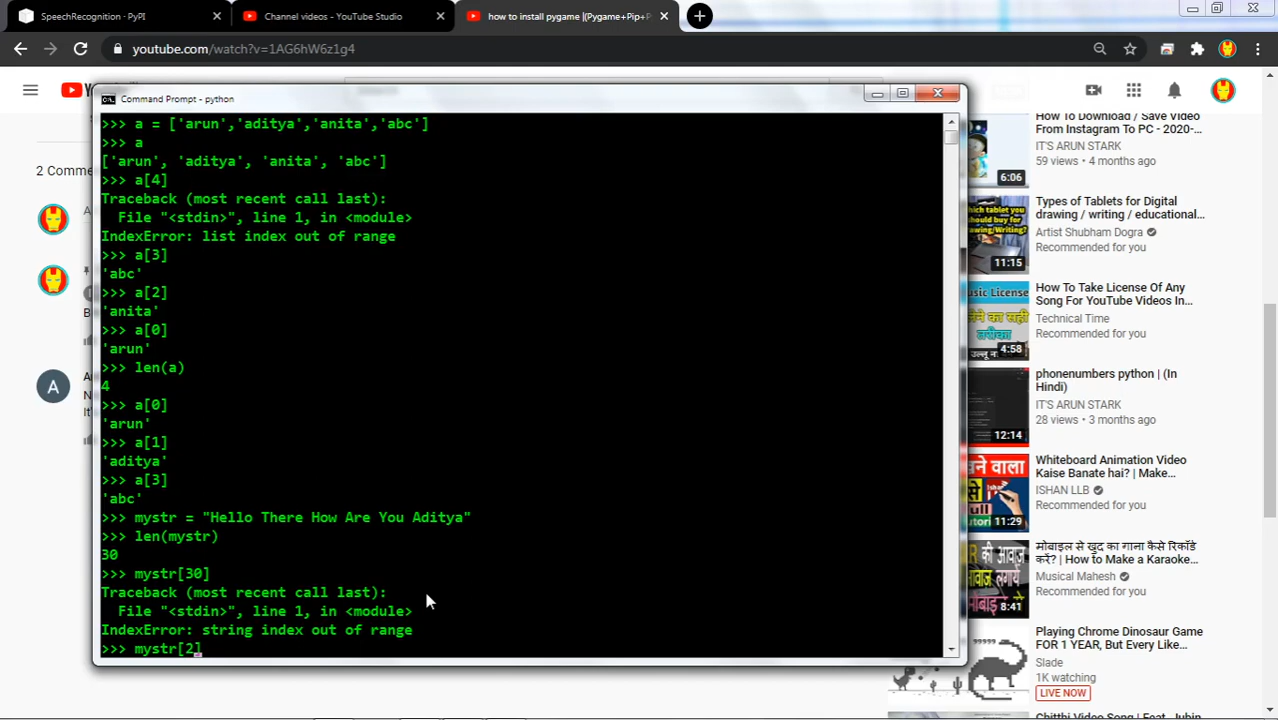 SpeechRecognition · PyPI
Channel videos - YouTube Studio
how to install pygame |(Pygame+Pip+P
youtube.com/watch?v=1AG6hW6z1g4
Command Prompt - python
>>> a = ['arun','aditya','anita','abc']
>>> a
['arun', 'aditya', 'anita', 'abc']
>>> a[4]
Traceback (most recent call last):
File "<stdin>", line 1, in <module>
IndexError: list index out of range
>>> a[3]
'abc'
>>> a[2]
'anita'
>>> a[0]
'arun'
>>> len(a)
4
>>> a[0]
'arun'
>>> a[1]
'aditya'
>>> a[3]
'abc'
>>> mystr = "Hello There How Are You Aditya"
>>> len(mystr)
30
>>> mystr[30]
Traceback (most recent call last):
File "<stdin>", line 1, in <module>
IndexError: string index out of range
>>> mystr[2]
2 Comme
A
How To Download / Save Video
From Instagram To PC - 2020-
IT'S ARUN STARK
59 views • 4 months ago
6:06
Types of Tablets for Digital
drawing / writing / educational...
Artist Shubham Dogra
Recommended for you
11:15
How To Take License Of Any
Song For YouTube Videos In...
Technical Time
Recommended for you
4:58
phonenumbers python | (In
Hindi)
IT'S ARUN STARK
28 views • 3 months ago
12:14
Whiteboard Animation Video
Kaise Banate hai? | Make...
ISHAN LLB
Recommended for you
11:29
मोबाइल से खुद का गाना कैसे रिकॉर्ड
करें? | How to Make a Karaoke...
Musical Mahesh
Recommended for you
8:41
Playing Chrome Dinosaur Game
FOR 1 YEAR, But Every Like...
Slade
1K watching
LIVE NOW
Chitthi Video Song | Feat. Jubin